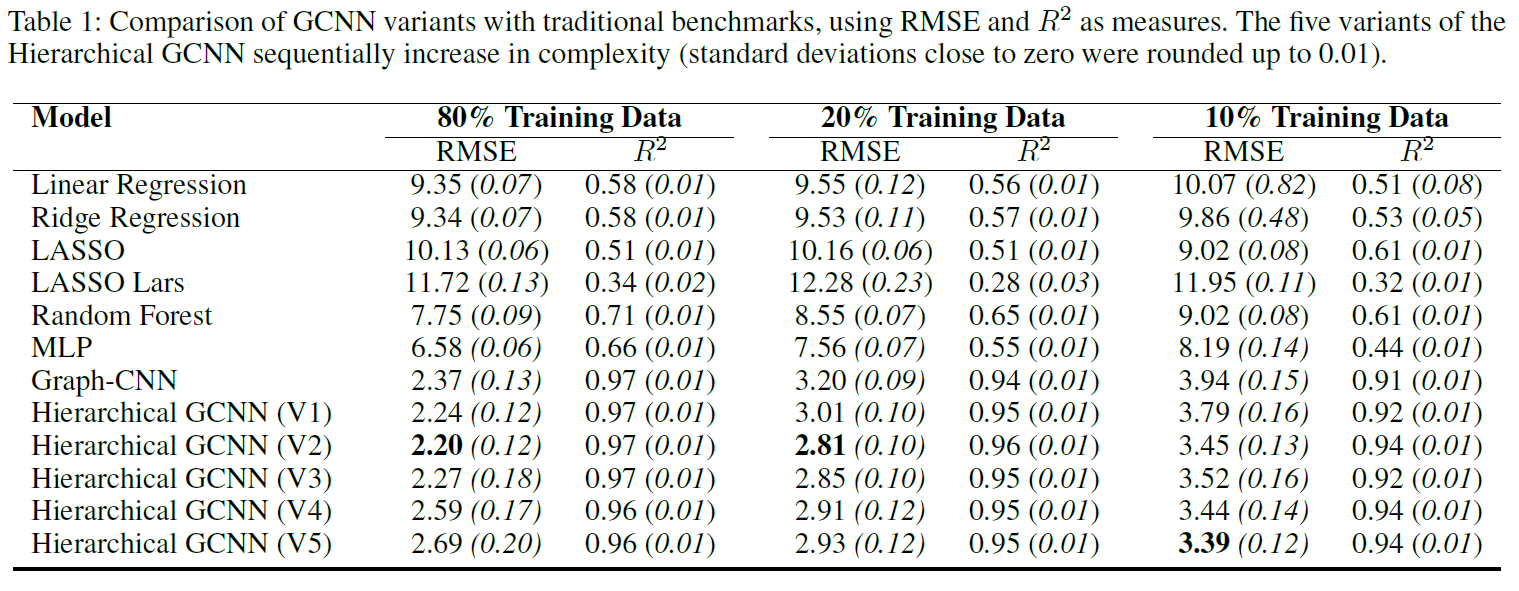 Table 1: Comparison of GCNN variants with traditional benchmarks, using RMSE and R² as measures. The five variants of the
Hierarchical GCNN sequentially increase in complexity (standard deviations close to zero were rounded up to 0.01).
Model 80% Training Data 20% Training Data 10% Training Data
RMSE R² RMSE R² RMSE R²
Linear Regression 9.35 (0.07) 0.58 (0.01) 9.55 (0.12) 0.56 (0.01) 10.07 (0.82) 0.51 (0.08)
Ridge Regression 9.34 (0.07) 0.58 (0.01) 9.53 (0.11) 0.57 (0.01) 9.86 (0.48) 0.53 (0.05)
LASSO 10.13 (0.06) 0.51 (0.01) 10.16 (0.06) 0.51 (0.01) 9.02 (0.08) 0.61 (0.01)
LASSO Lars 11.72 (0.13) 0.34 (0.02) 12.28 (0.23) 0.28 (0.03) 11.95 (0.11) 0.32 (0.01)
Random Forest 7.75 (0.09) 0.71 (0.01) 8.55 (0.07) 0.65 (0.01) 9.02 (0.08) 0.61 (0.01)
MLP 6.58 (0.06) 0.66 (0.01) 7.56 (0.07) 0.55 (0.01) 8.19 (0.14) 0.44 (0.01)
Graph-CNN 2.37 (0.13) 0.97 (0.01) 3.20 (0.09) 0.94 (0.01) 3.94 (0.15) 0.91 (0.01)
Hierarchical GCNN (V1) 2.24 (0.12) 0.97 (0.01) 3.01 (0.10) 0.95 (0.01) 3.79 (0.16) 0.92 (0.01)
Hierarchical GCNN (V2) 2.20 (0.12) 0.97 (0.01) 2.81 (0.10) 0.96 (0.01) 3.45 (0.13) 0.94 (0.01)
Hierarchical GCNN (V3) 2.27 (0.18) 0.97 (0.01) 2.85 (0.10) 0.95 (0.01) 3.52 (0.16) 0.92 (0.01)
Hierarchical GCNN (V4) 2.59 (0.17) 0.96 (0.01) 2.91 (0.12) 0.95 (0.01) 3.44 (0.14) 0.94 (0.01)
Hierarchical GCNN (V5) 2.69 (0.20) 0.96 (0.01) 2.93 (0.12) 0.95 (0.01) 3.39 (0.12) 0.94 (0.01)